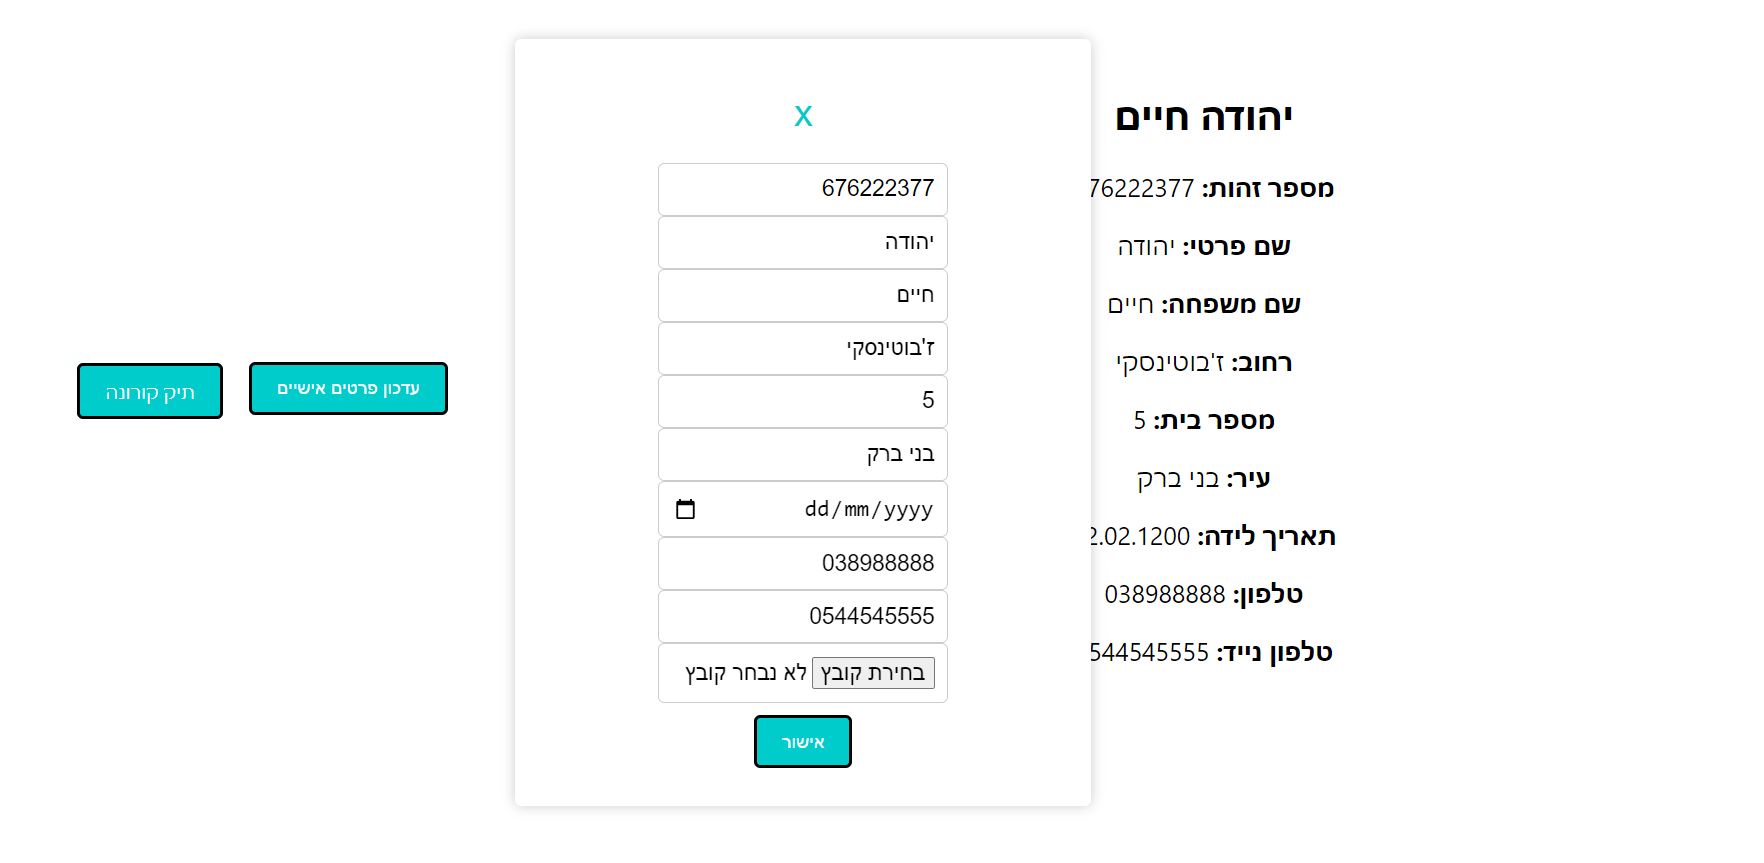 יהודה חיים
מספר זהות: 76222377
שם פרטי: יהודה
שם משפחה: חיים
רחוב: ז'בוטינסקי
מספר בית: 5
עיר: בני ברק
תאריך לידה: 2.02.1200
טלפון: 038988888
טלפון נייד: 544545555
X
676222377
יהודה
חיים
ז'בוטינסקי
5
בני ברק
dd/mm/yyyy
038988888
0544545555
בחירת קובץ לא נבחר קובץ
אישור
עדכון פרטים אישיים
תיק קורונה